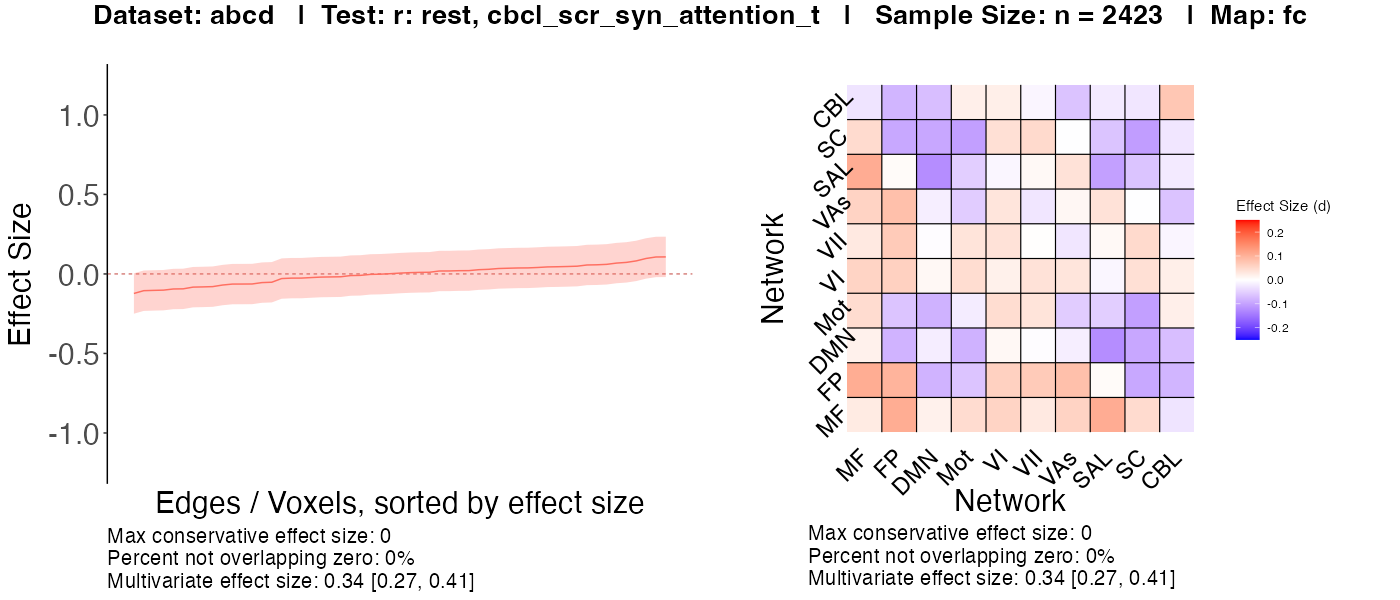 Dataset: abcd | Test: r: rest, cbcl_scr_syn_attention_t | Sample Size: n = 2423 | Map: fc
Effect Size
1.0
0.5
0.0
-0.5
-1.0
Edges / Voxels, sorted by effect size
Max conservative effect size: 0
Percent not overlapping zero: 0%
Multivariate effect size: 0.34 [0.27, 0.41]
Network
CBL
SC
SAL
VAs
VII
VI
Mot
DMN
FP
MF
MF FP DMN Mot VI VII VAs SAL SC CBL
Network
Max conservative effect size: 0
Percent not overlapping zero: 0%
Multivariate effect size: 0.34 [0.27, 0.41]
Effect Size (d)
0.2
0.1
0.0
-0.1
-0.2